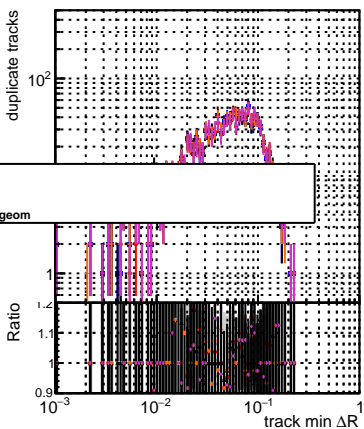 duplicate tracks
10²
geom
1
Ratio
1.2
1.1
1
0.9
10⁻³ 10⁻² 10⁻¹ 1
track min ΔR